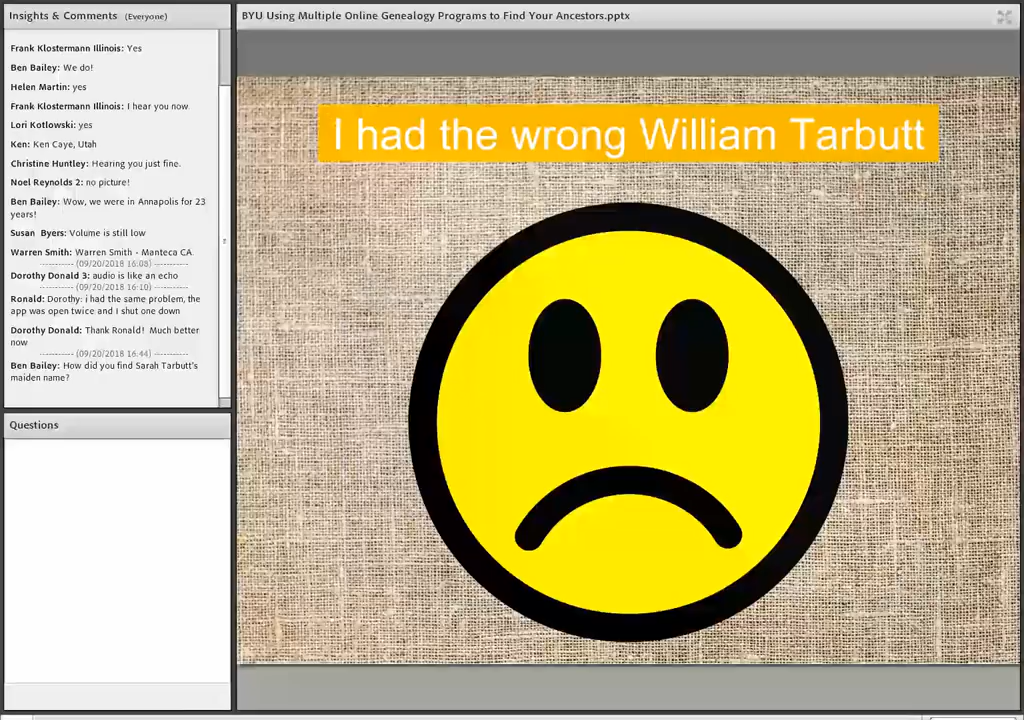 Insights & Comments (Everyone)
Frank Klostermann Illinois: Yes
Ben Bailey: We do!
Helen Martin: yes
Frank Klostermann Illinois: I hear you now
Lori Kotlowski: yes
Ken: Ken Caye, Utah
Christine Huntley: Hearing you just fine.
Noel Reynolds 2: no picture!
Ben Bailey: Wow, we were in Annapolis for 23
years!
Susan Byers: Volume is still low
Warren Smith: Warren Smith - Manteca CA
----------- (09/20/2018 16:08) -----------
Dorothy Donald 3: audio is like an echo
----------- (09/20/2018 16:10) -----------
Ronald: Dorothy: i had the same problem, the
app was open twice and I shut one down
Dorothy Donald: Thank Ronald! Much better
now
----------- (09/20/2018 16:44) -----------
Ben Bailey: How did you find Sarah Tarbutt's
maiden name?
Questions
BYU Using Multiple Online Genealogy Programs to Find Your Ancestors.pptx
I had the wrong William Tarbutt